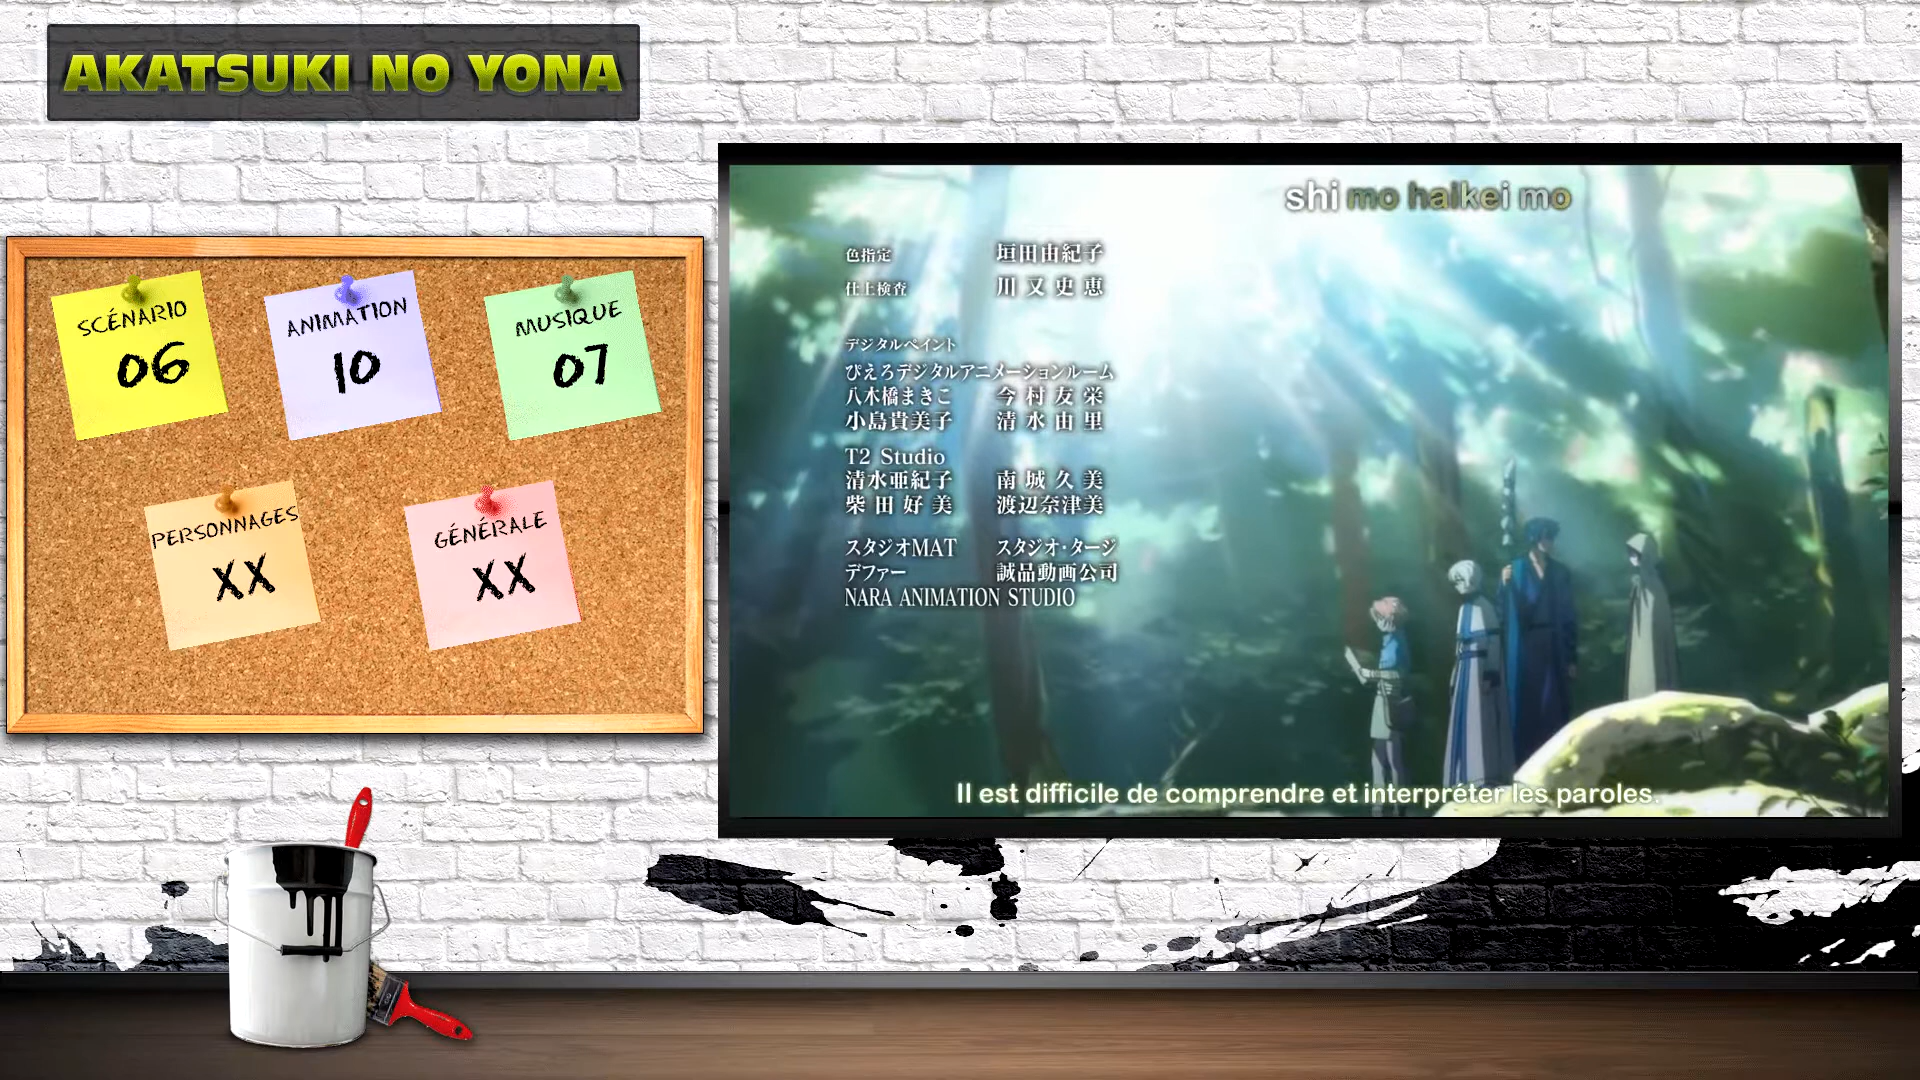 AKATSUKI NO YONA
SCÉNARIO
06
ANIMATION
10
MUSIQUE
07
PERSONNAGES
XX
GÉNÉRALE
XX
shi mo haikei mo
色指定 垣田由紀子
仕上検査 川又史恵
デジタルペイント
ぴえろデジタルアニメーションルーム
八木橋まきこ 今村友栄
小島貴美子 清水由里
T2 Studio
清水亜紀子 南城久美
柴田好美 渡辺奈津美
スタジオMAT スタジオ・タージ
デファー 誠品動画公司
NARA ANIMATION STUDIO
Il est difficile de comprendre et interpréter les paroles.